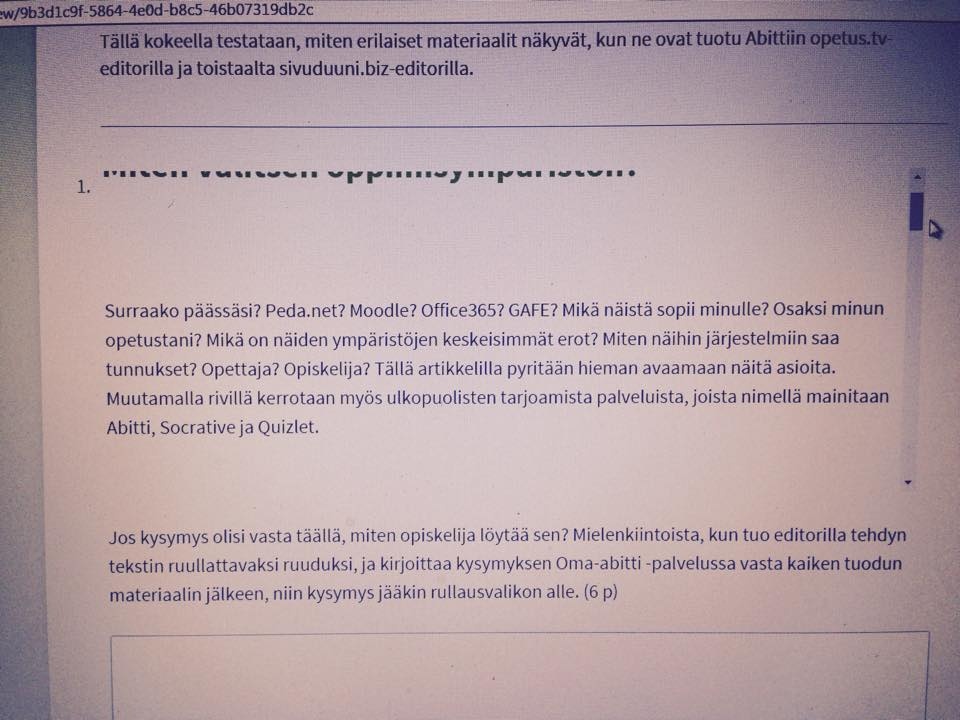 ew/9b3d1c9f-5864-4e0d-b8c5-46b07319db2c
Tällä kokeella testataan, miten erilaiset materiaalit näkyvät, kun ne ovat tuotu Abittiin opetus.tv-
editorilla ja toistaalta sivuduuni.biz-editorilla.
1. Miten valitsen oppimisympäristön?
Surraako päässäsi? Peda.net? Moodle? Office365? GAFE? Mikä näistä sopii minulle? Osaksi minun
opetustani? Mikä on näiden ympäristöjen keskeisimmät erot? Miten näihin järjestelmiin saa
tunnukset? Opettaja? Opiskelija? Tällä artikkelilla pyritään hieman avaamaan näitä asioita.
Muutamalla rivillä kerrotaan myös ulkopuolisten tarjoamista palveluista, joista nimellä mainitaan
Abitti, Socrative ja Quizlet.
Jos kysymys olisi vasta täällä, miten opiskelija löytää sen? Mielenkiintoista, kun tuo editorilla tehdyn
tekstin ruullattavaksi ruuduksi, ja kirjoittaa kysymyksen Oma-abitti -palvelussa vasta kaiken tuodun
materiaalin jälkeen, niin kysymys jääkin rullausvalikon alle. (6 p)